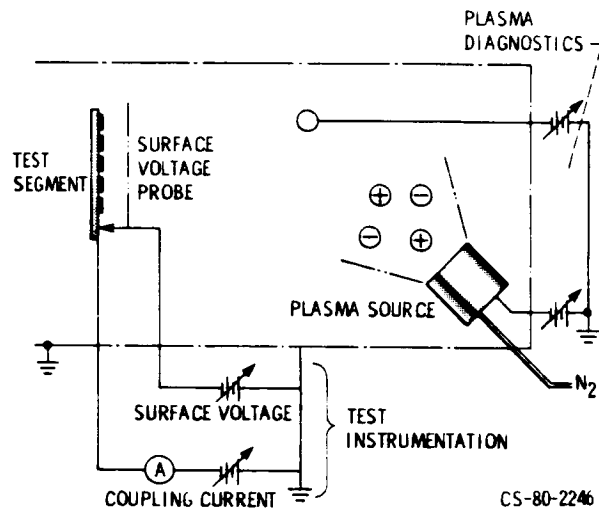 PLASMA
DIAGNOSTICS
TEST
SEGMENT
SURFACE
VOLTAGE
PROBE
+ −
− +
PLASMA SOURCE
N2
SURFACE VOLTAGE
TEST
INSTRUMENTATION
A
COUPLING CURRENT
CS-80-2246